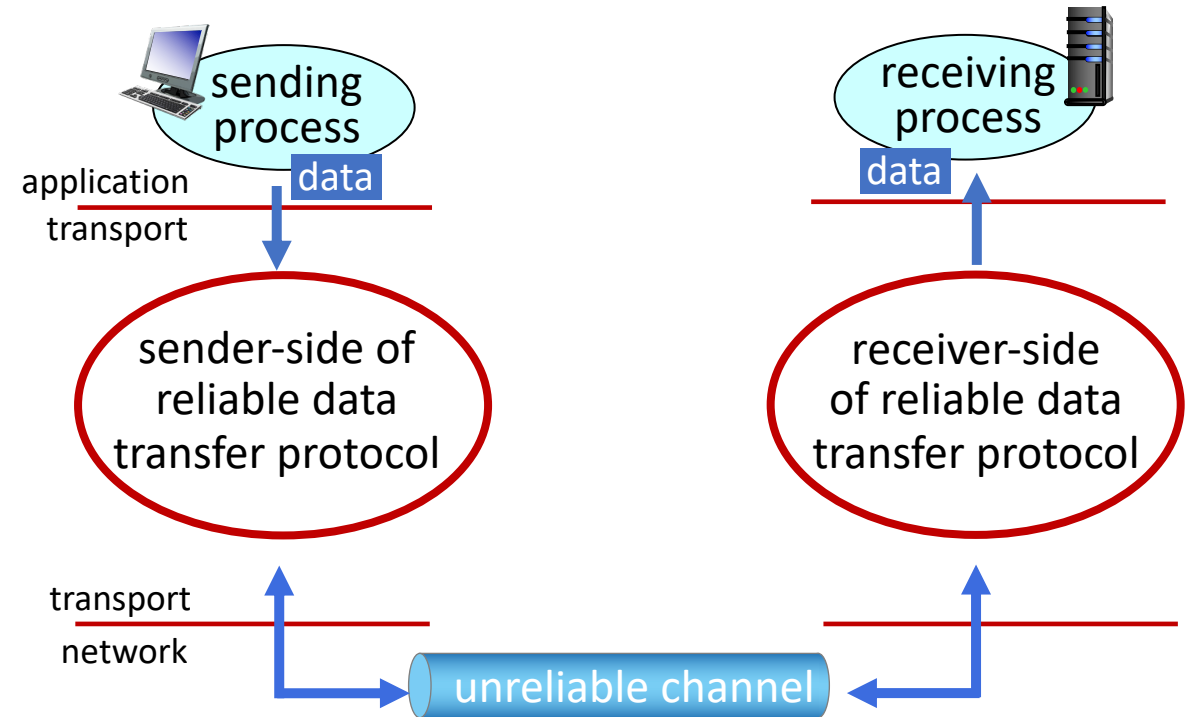 sending
process
data
application
transport
sender-side of
reliable data
transfer protocol
transport
network
receiving
process
data
receiver-side
of reliable data
transfer protocol
unreliable channel